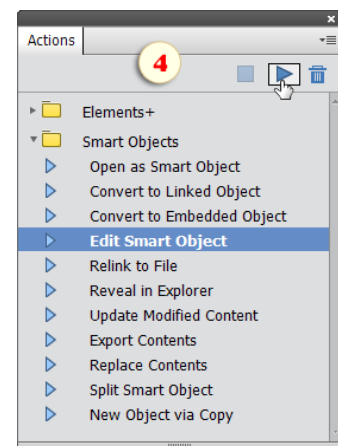 Actions
4
Elements+
Smart Objects
Open as Smart Object
Convert to Linked Object
Convert to Embedded Object
Edit Smart Object
Relink to File
Reveal in Explorer
Update Modified Content
Export Contents
Replace Contents
Split Smart Object
New Object via Copy